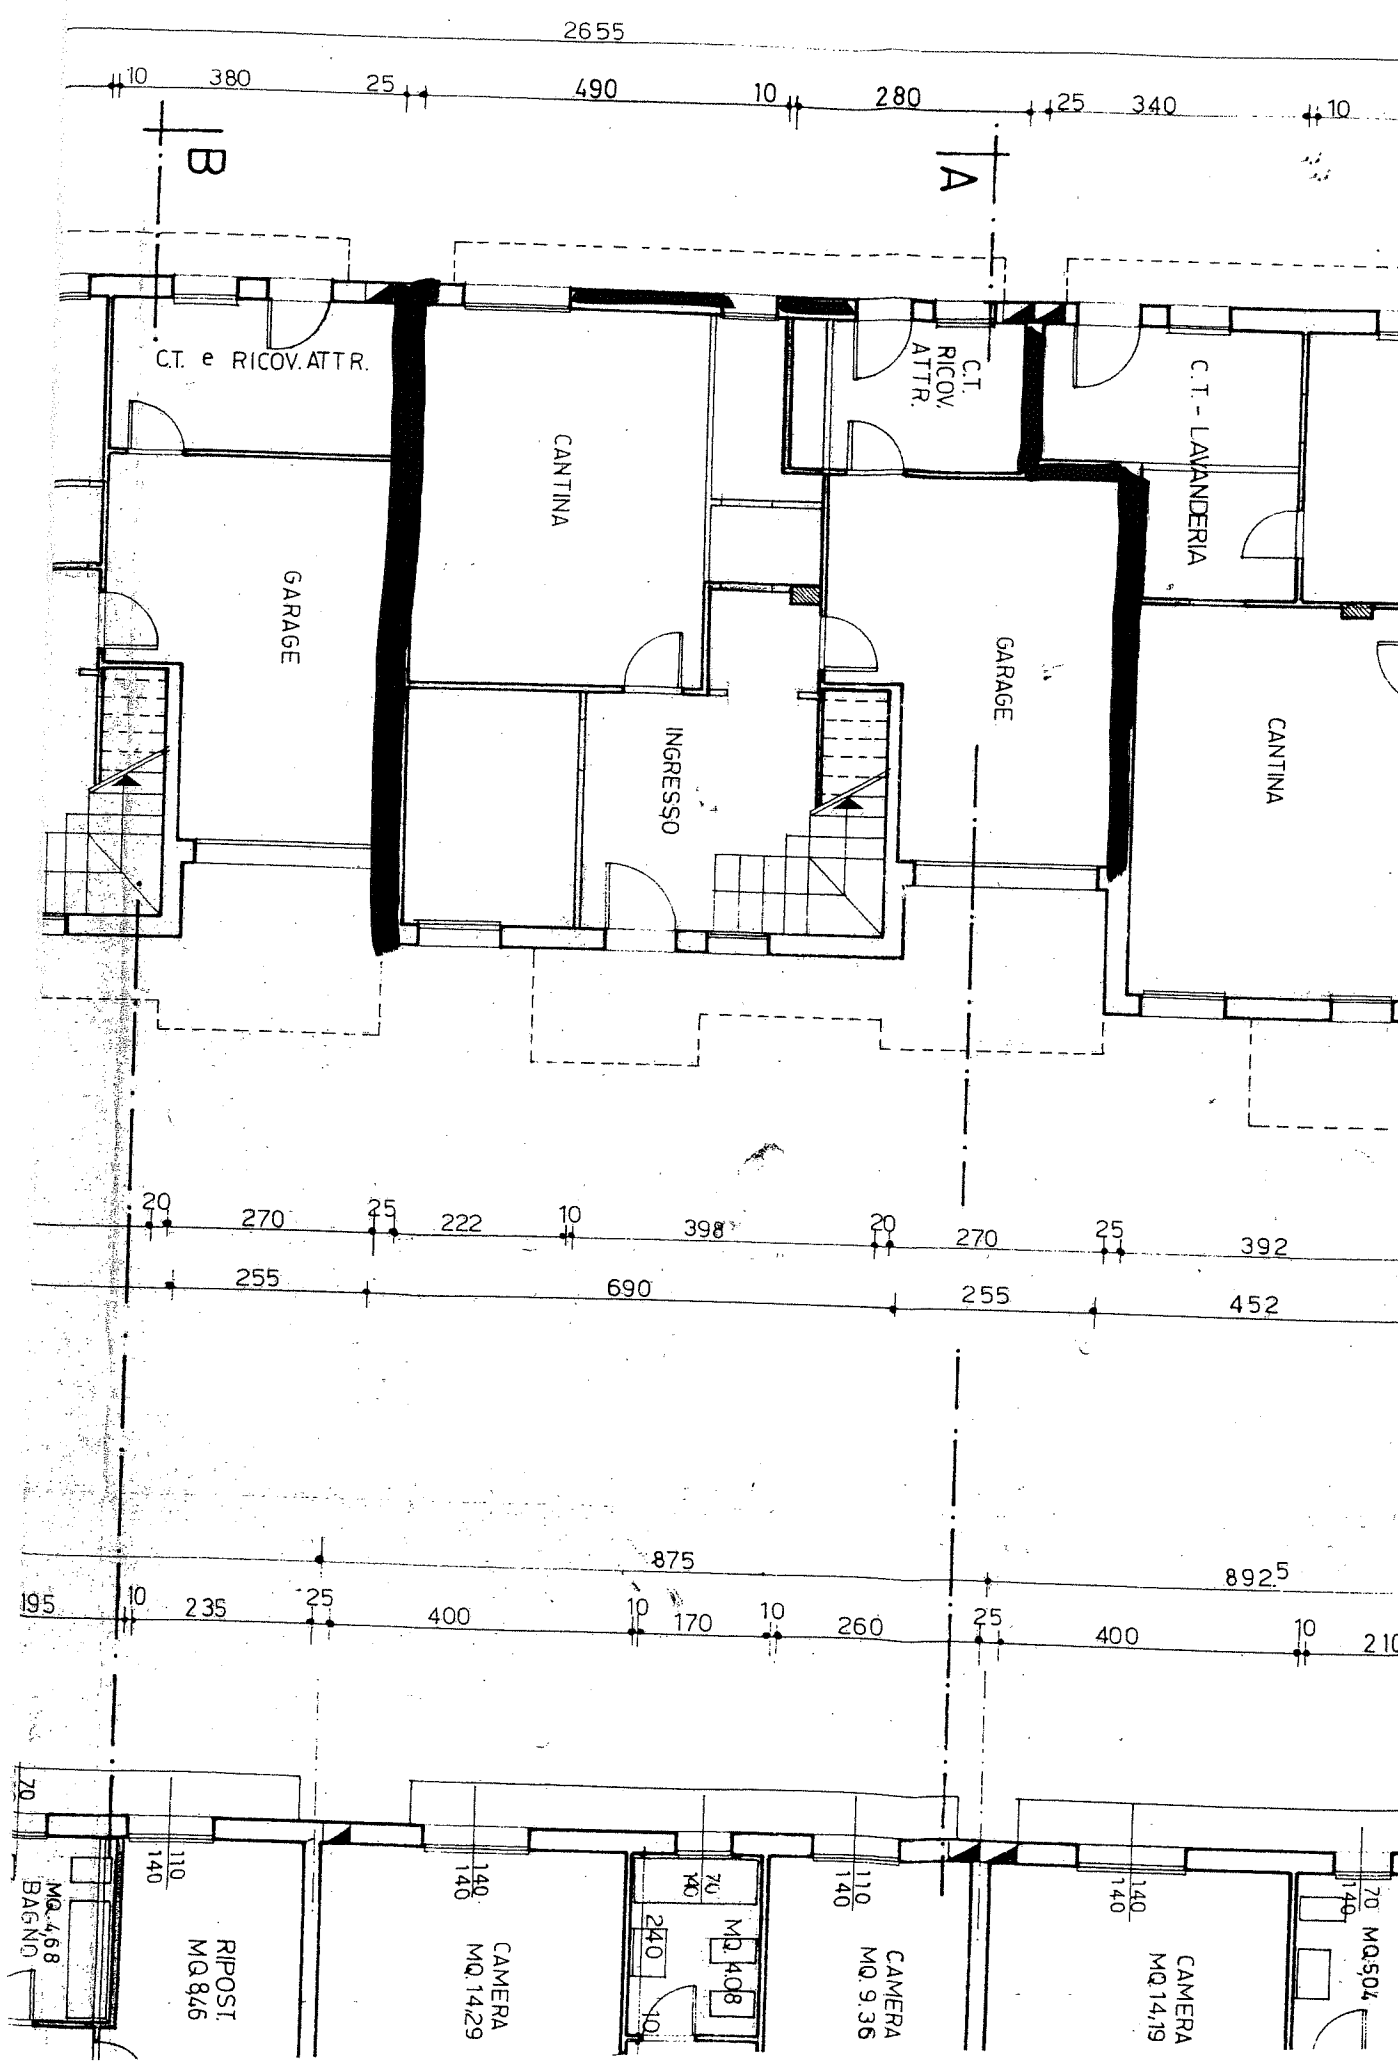 2655
10 380 25 490 10 280 25 340 10
B A
C.T. e RICOV. ATTR.
C.T.
RICOV.
ATTR.
C.T. - LAVANDERIA
CANTINA
GARAGE
GARAGE
INGRESSO
CANTINA
20 270 25 222 10 398 20 270 25 392
255 690 255 452
875 892.5
195 10 235 25 400 10 170 10 260 25 400 10 210
70
110
140
140
140
70
140
110
140
140
140
70
140
MQ. 4,68
BAGNO
RIPOST.
MQ 8,46
CAMERA
MQ. 14,29
240
MQ. 4,08
10
CAMERA
MQ. 9.36
CAMERA
MQ. 14,19
MQ. 5,04